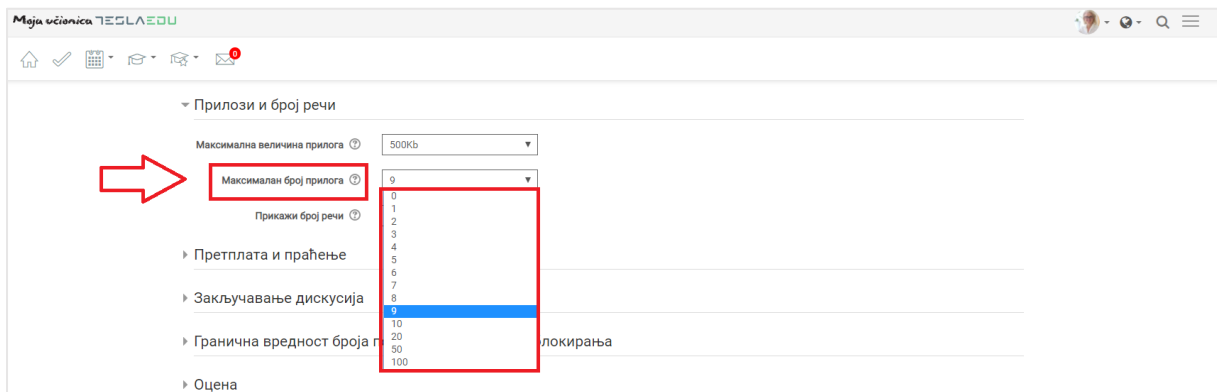 Moja učionica TESLAEDU
0
Прилози и број речи
Максимална величина прилога
500Kb
Максималан број прилога
9
0
1
2
3
4
5
6
7
8
9
10
20
50
100
Прикажи број речи
Претплата и праћење
Закључавање дискусија
Гранична вредност броја п локирања
Оцена